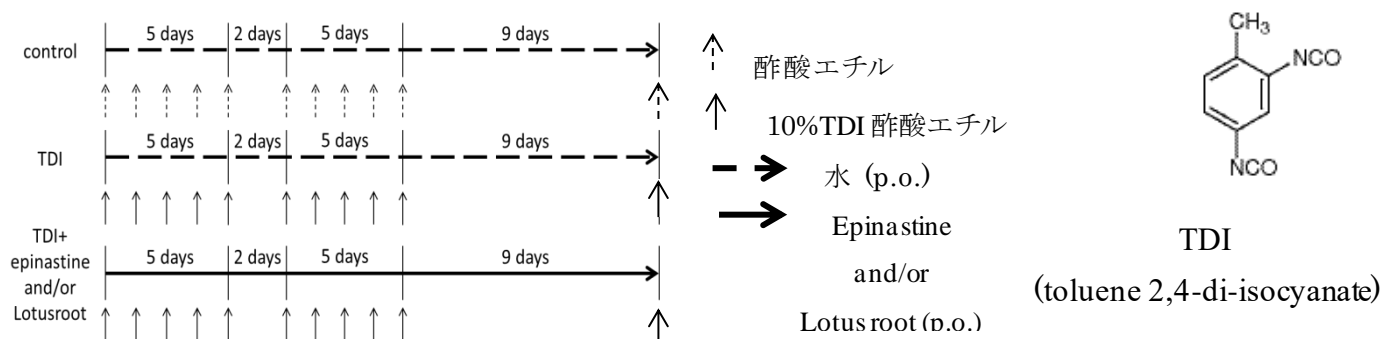 control
5 days 2 days 5 days 9 days
TDI
5 days 2 days 5 days 9 days
TDI+
epinastine
and/or
Lotusroot
5 days 2 days 5 days 9 days
酢酸エチル
10%TDI 酢酸エチル
水 (p.o.)
Epinastine
and/or
Lotus root (p.o.)
CH3
NCO
NCO
TDI
(toluene 2,4-di-isocyanate)